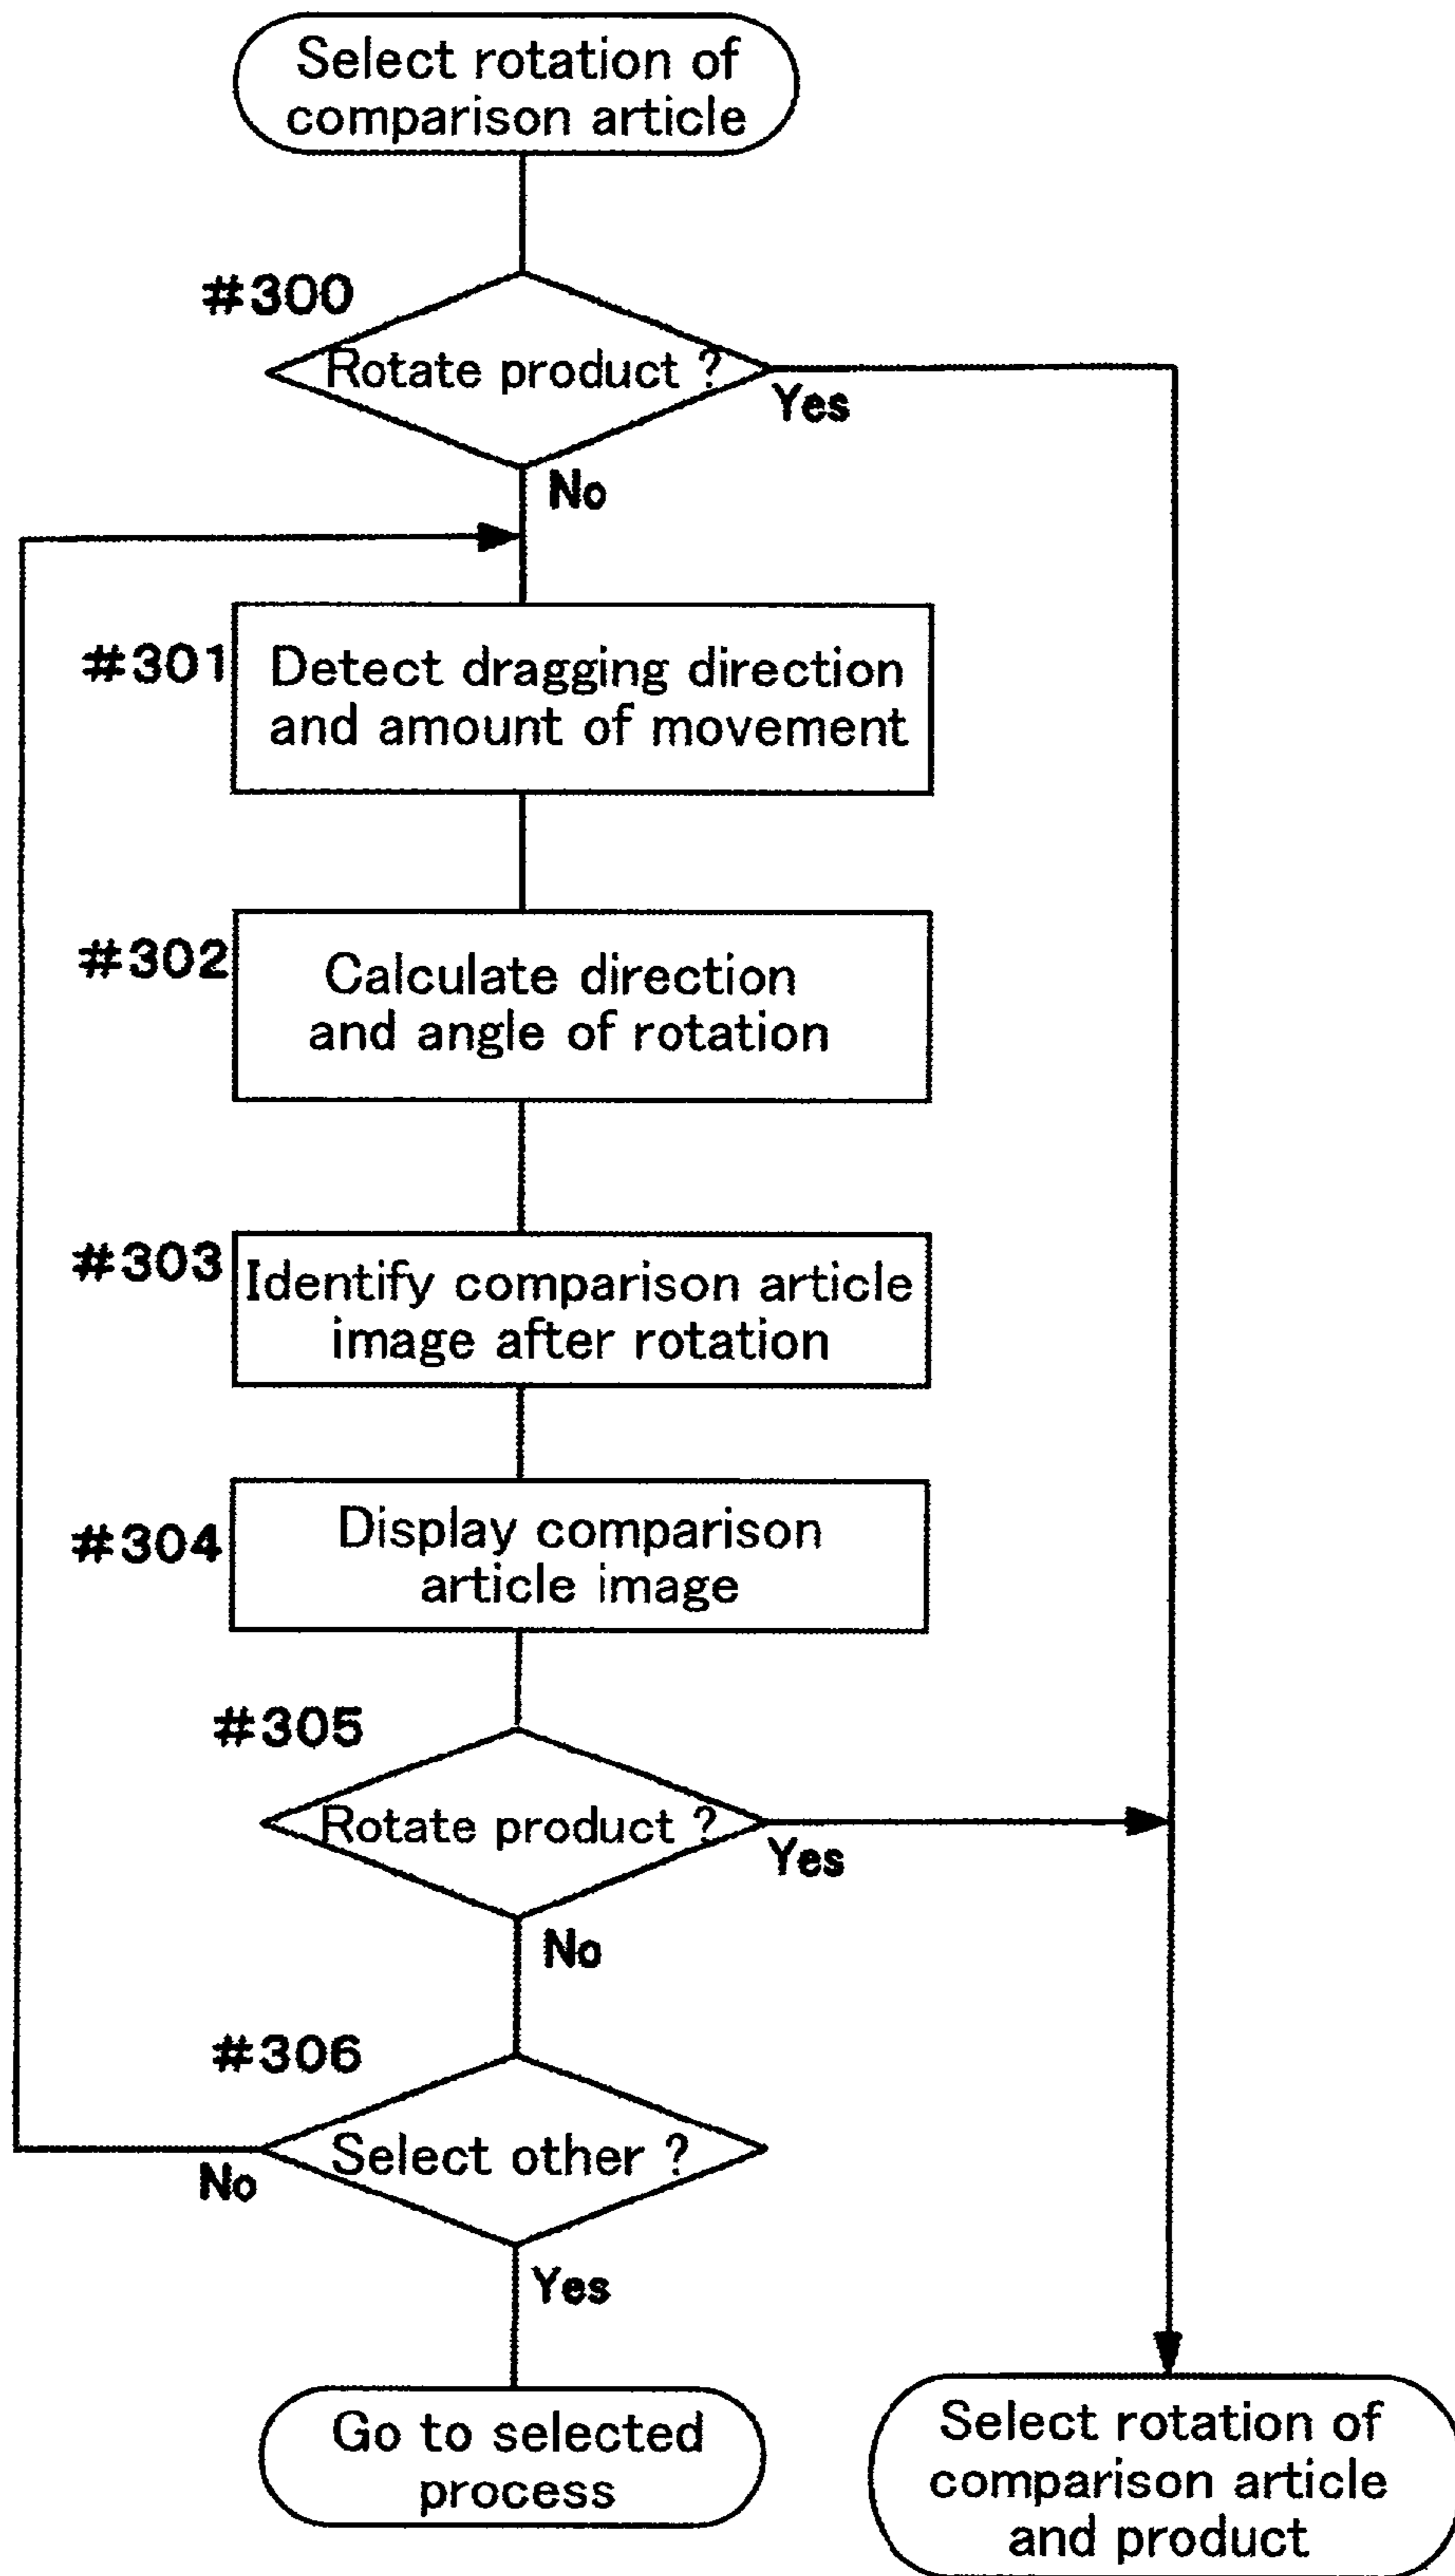 Select rotation of
comparison article
#300
Rotate product ?
Yes
No
#301
Detect dragging direction
and amount of movement
#302
Calculate direction
and angle of rotation
#303
Identify comparison article
image after rotation
#304
Display comparison
article image
#305
Rotate product ?
Yes
No
#306
Select other ?
No
Yes
Go to selected
process
Select rotation of
comparison article
and product